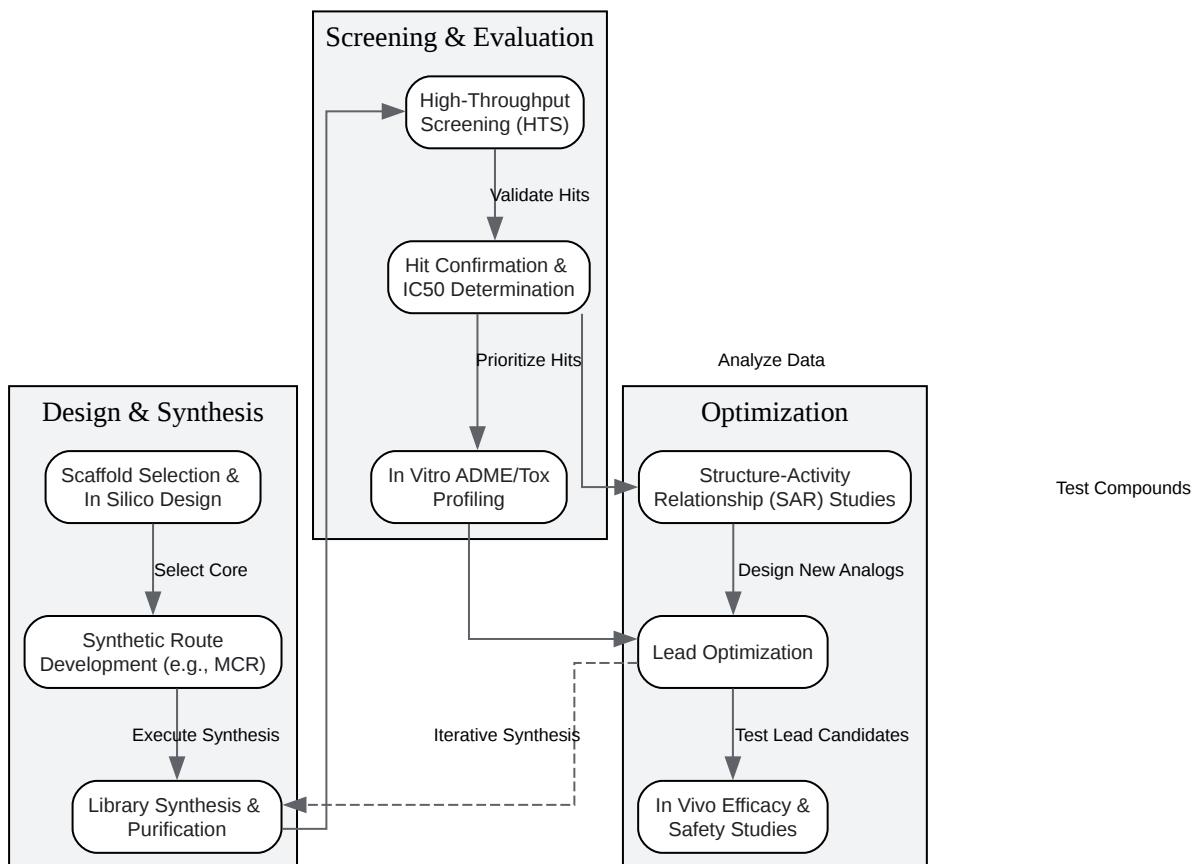 Screening & Evaluation
High-Throughput
Screening (HTS)
Validate Hits
Hit Confirmation &
IC50 Determination
Prioritize Hits
Analyze Data
Design & Synthesis
Optimization
Scaffold Selection &
In Silico Design
In Vitro ADME/Tox
Profiling
Structure-Activity
Relationship (SAR) Studies
Test Compounds
Select Core
Design New Analogs
Synthetic Route
Development (e.g., MCR)
Lead Optimization
Execute Synthesis
Iterative Synthesis
Test Lead Candidates
Library Synthesis &
Purification
In Vivo Efficacy &
Safety Studies